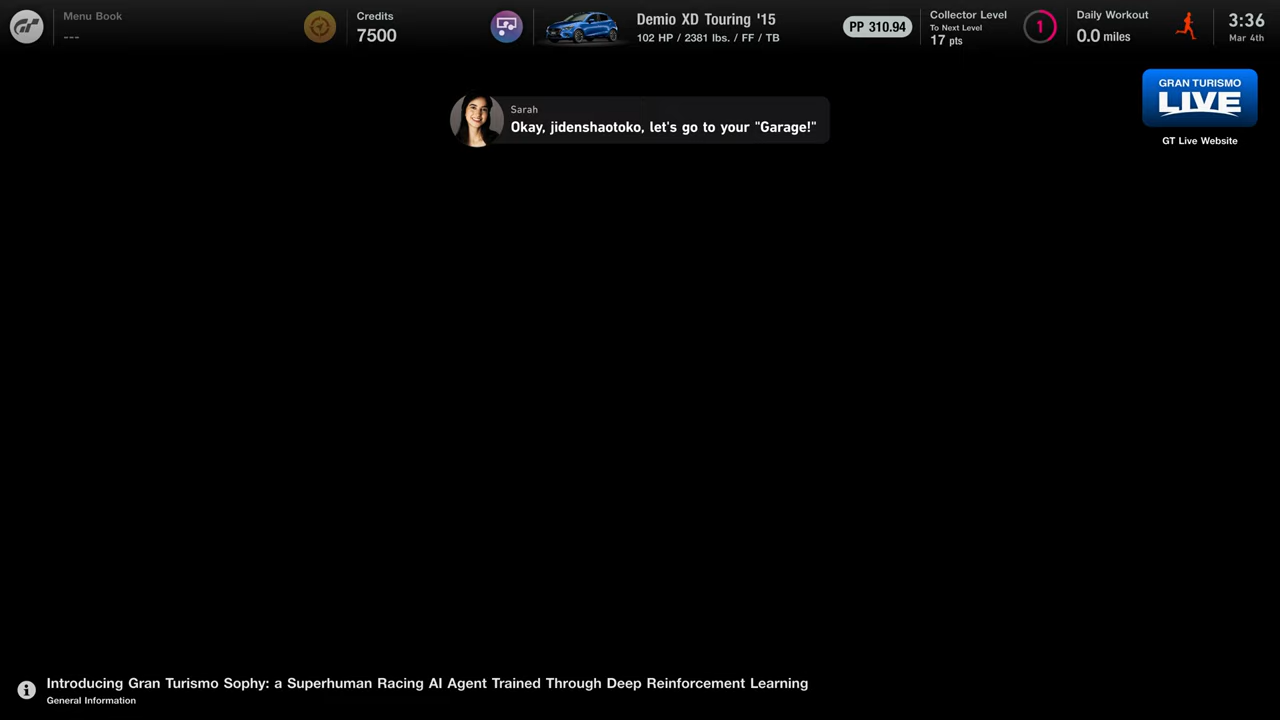 Menu Book
---
Credits
7500
Demio XD Touring '15
102 HP / 2381 lbs. / FF / TB
PP 310.94
Collector Level
To Next Level
17 pts
1
Daily Workout
0.0 miles
3:36
Mar 4th
GRAN TURISMO
LIVE
GT Live Website
Sarah
Okay, jidenshaotoko, let's go to your "Garage!"
Introducing Gran Turismo Sophy: a Superhuman Racing AI Agent Trained Through Deep Reinforcement Learning
General Information